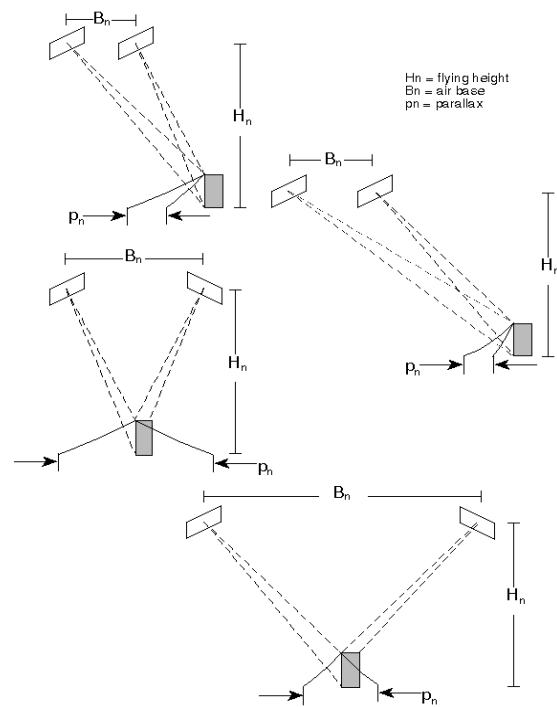 Bn
Hn
pn
Hn = flying height
Bn = air base
pn = parallax
Bn
Hn
pn
Bn
Hn
pn
Bn
Hn
pn